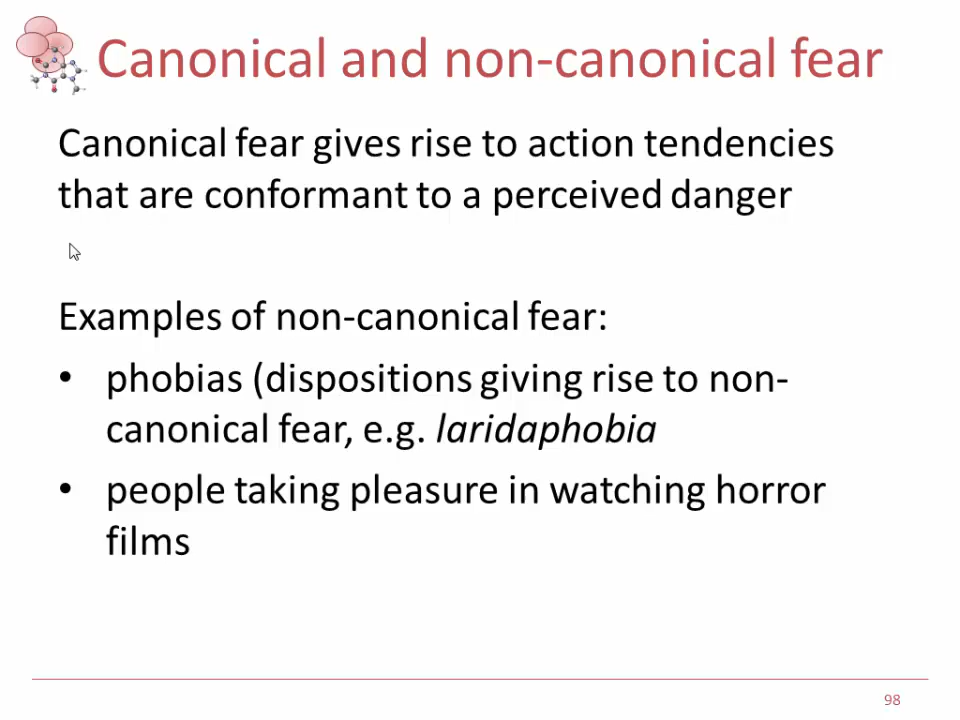 Canonical and non-canonical fear
Canonical fear gives rise to action tendencies
that are conformant to a perceived danger
Examples of non-canonical fear:
• phobias (dispositions giving rise to non-
canonical fear, e.g. laridaphobia
• people taking pleasure in watching horror
films
98